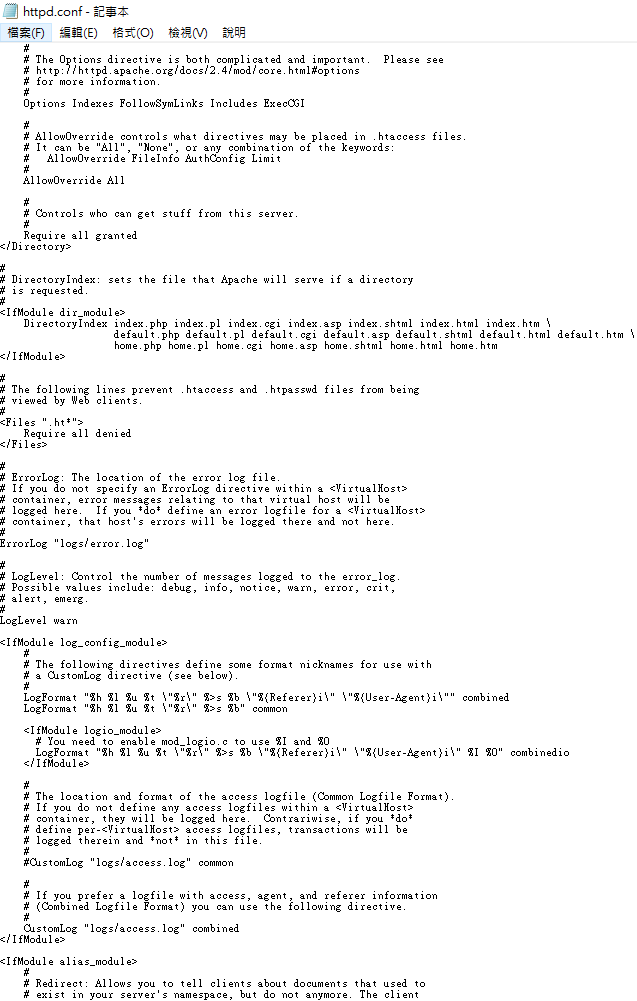 httpd.conf - 記事本
檔案(F) 編輯(E) 格式(O) 檢視(V) 說明
    #
    # The Options directive is both complicated and important.  Please see
    # http://httpd.apache.org/docs/2.4/mod/core.html#options
    # for more information.
    #
    Options Indexes FollowSymLinks Includes ExecCGI

    #
    # AllowOverride controls what directives may be placed in .htaccess files.
    # It can be "All", "None", or any combination of the keywords:
    #   AllowOverride FileInfo AuthConfig Limit
    #
    AllowOverride All

    #
    # Controls who can get stuff from this server.
    #
    Require all granted
</Directory>

#
# DirectoryIndex: sets the file that Apache will serve if a directory
# is requested.
#
<IfModule dir_module>
    DirectoryIndex index.php index.pl index.cgi index.asp index.shtml index.html index.htm \
                   default.php default.pl default.cgi default.asp default.shtml default.html default.htm \
                   home.php home.pl home.cgi home.asp home.shtml home.html home.htm
</IfModule>

#
# The following lines prevent .htaccess and .htpasswd files from being
# viewed by Web clients.
#
<Files ".ht*">
    Require all denied
</Files>

#
# ErrorLog: The location of the error log file.
# If you do not specify an ErrorLog directive within a <VirtualHost>
# container, error messages relating to that virtual host will be
# logged here.  If you *do* define an error logfile for a <VirtualHost>
# container, that host's errors will be logged there and not here.
#
ErrorLog "logs/error.log"

#
# LogLevel: Control the number of messages logged to the error_log.
# Possible values include: debug, info, notice, warn, error, crit,
# alert, emerg.
#
LogLevel warn

<IfModule log_config_module>
    #
    # The following directives define some format nicknames for use with
    # a CustomLog directive (see below).
    #
    LogFormat "%h %l %u %t \"%r\" %>s %b \"%{Referer}i\" \"%{User-Agent}i\"" combined
    LogFormat "%h %l %u %t \"%r\" %>s %b" common

    <IfModule logio_module>
      # You need to enable mod_logio.c to use %I and %O
      LogFormat "%h %l %u %t \"%r\" %>s %b \"%{Referer}i\" \"%{User-Agent}i\" %I %O" combinedio
    </IfModule>

    #
    # The location and format of the access logfile (Common Logfile Format).
    # If you do not define any access logfiles within a <VirtualHost>
    # container, they will be logged here.  Contrariwise, if you *do*
    # define per-<VirtualHost> access logfiles, transactions will be
    # logged therein and *not* in this file.
    #
    #CustomLog "logs/access.log" common

    #
    # If you prefer a logfile with access, agent, and referer information
    # (Combined Logfile Format) you can use the following directive.
    #
    CustomLog "logs/access.log" combined
</IfModule>

<IfModule alias_module>
    #
    # Redirect: Allows you to tell clients about documents that used to
    # exist in your server's namespace, but do not anymore. The client